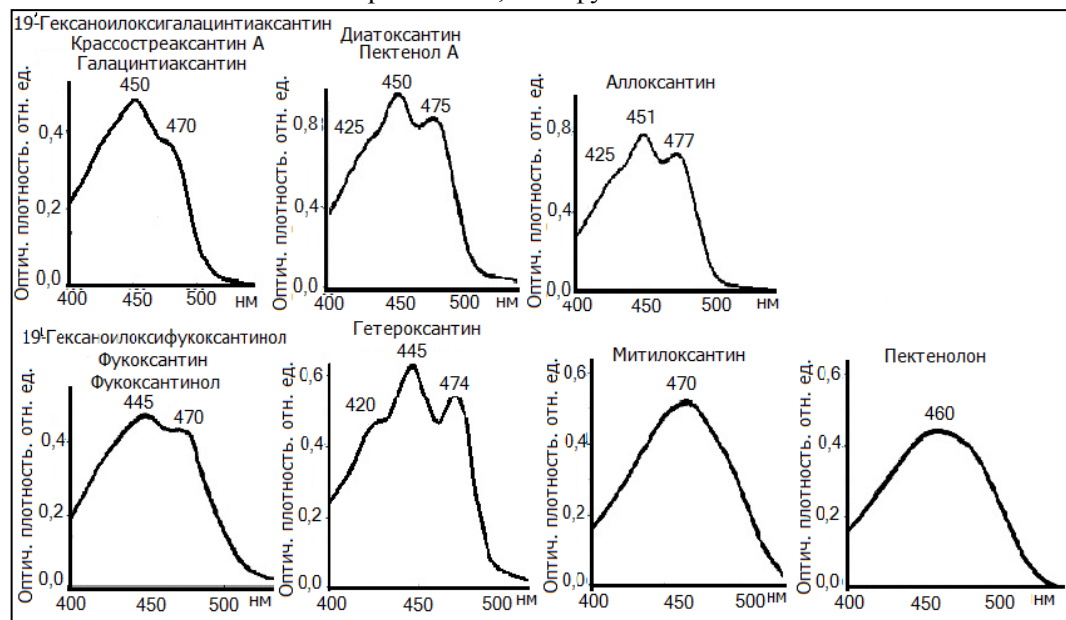 19'-Гексаноилоксигалацинтиаксантин
Крассостреаксантин А
Галацинтиаксантин
Оптич. плотность. отн. ед.
0,4
0,2
0,0
450
470
400
450
500
нм
Диатоксантин
Пектенол А
Оптич. плотность. отн. ед.
0,8
0,4
0,0
425
450
475
400
450
500
нм
Аллоксантин
Оптич. плотность. отн. ед.
0,8
0,4
0,0
425
451
477
400
450
500
нм
19'-Гексаноилоксифукоксантинол
Фукоксантин
Фукоксантинол
Оптич. плотность. отн. ед.
0,4
0,2
0,0
445
470
400
450
500
нм
Гетероксантин
Оптич. плотность. отн. ед.
0,6
0,4
0,2
0,0
420
445
474
400
450
500
нм
Митилоксантин
Оптич. плотность. отн. ед.
0,6
0,4
0,2
0,0
470
400
450
500
нм
Пектенолон
Оптич. плотность. отн. ед.
0,6
0,4
0,2
0,0
460
400
450
500
нм